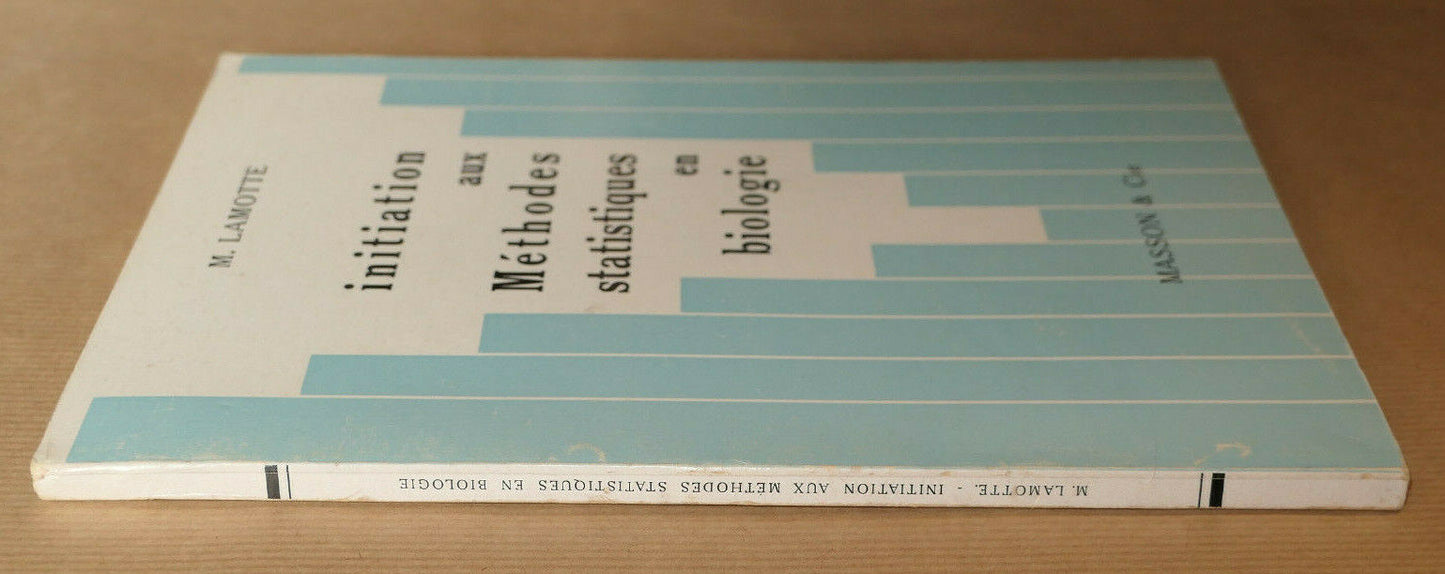 M. LAMOTTE
initiation
aux
Méthodes
statistiques
en
biologie
MASSON & Cie
M. LAMOTTE. - INITIATION AUX MÉTHODES STATISTIQUES EN BIOLOGIE